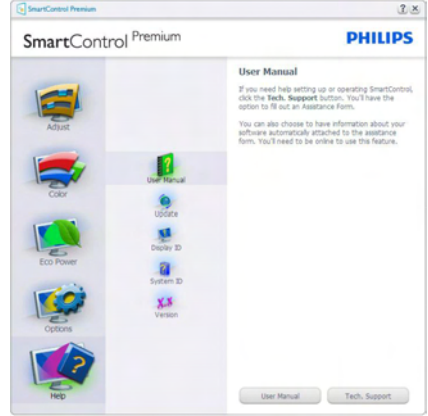 SmartControl Premium
? X
SmartControl Premium
PHILIPS
Adjust
Color
Eco Power
Options
Help
User Manual
Update
Display ID
System ID
Version
User Manual
If you need help setting up or operating SmartControl,
click the Tech. Support button. You'll have the
option to fill out an Assistance Form.
You can also choose to have information about your
software automatically attached to the assistance
form. You'll need to be online to use this feature.
User Manual
Tech. Support